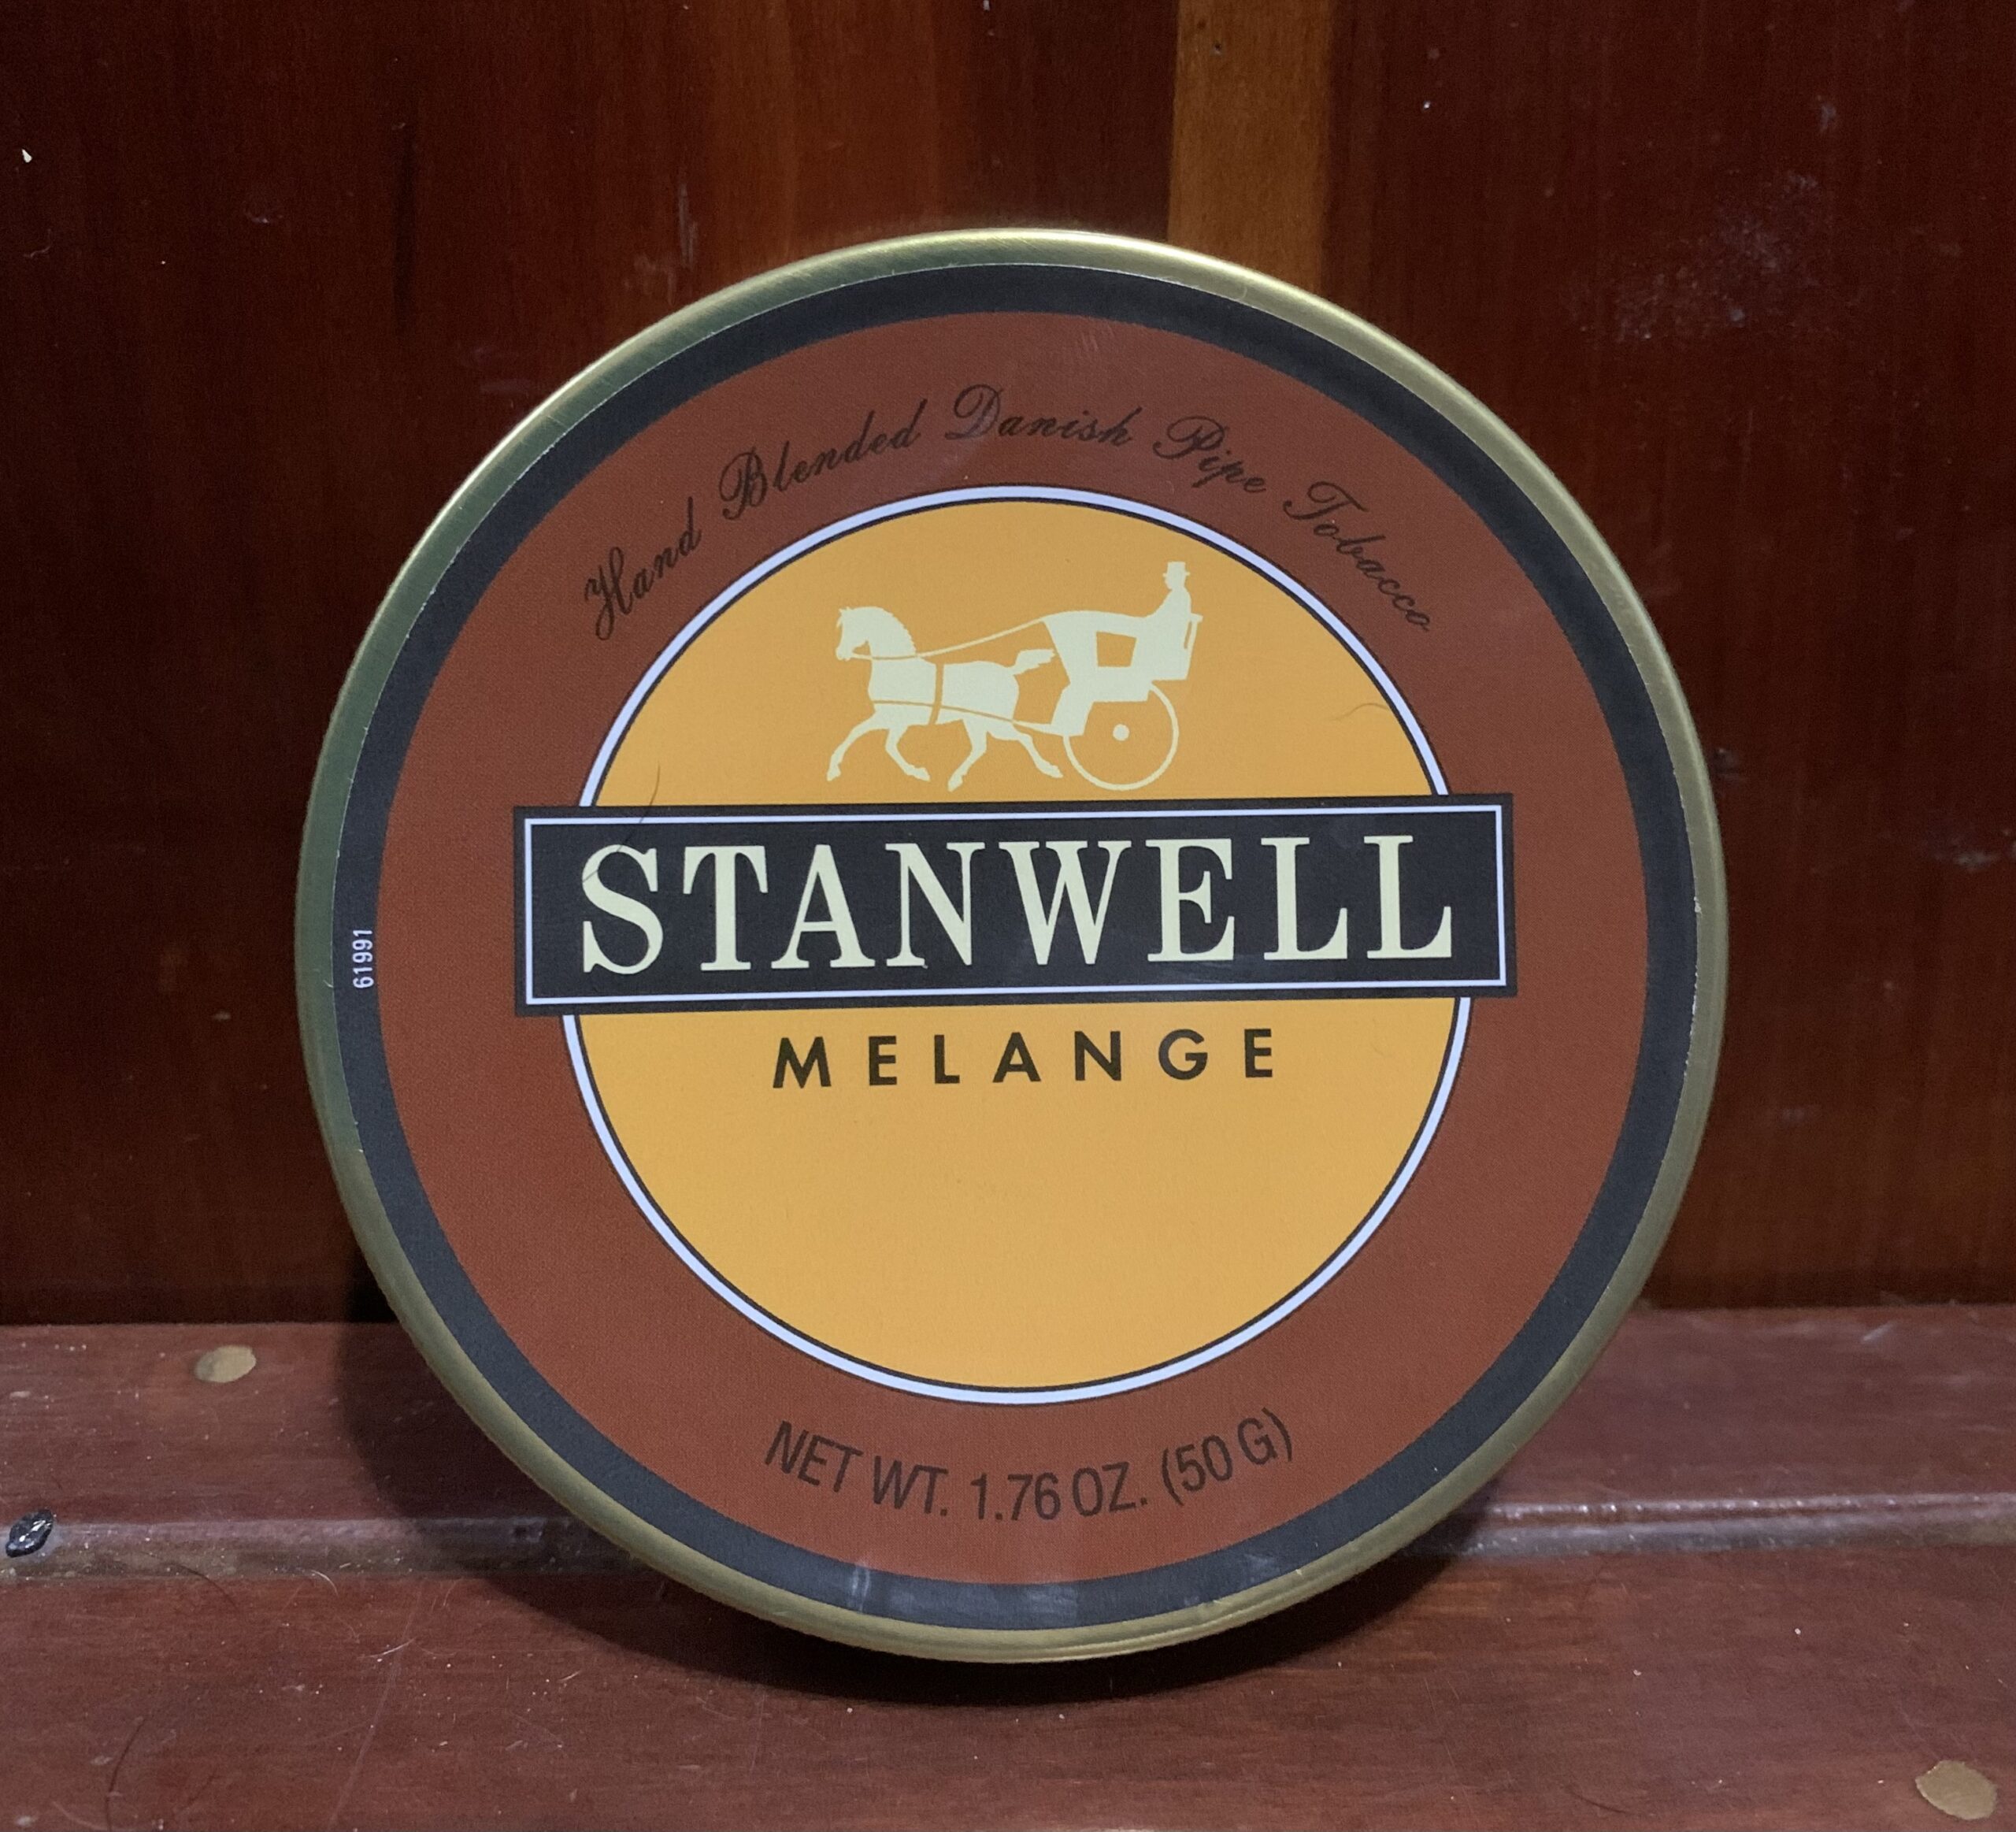 Hand Blended Danish Pipe Tobacco
STANWELL
MELANGE
61991
NET WT. 1.76 OZ. (50 G)